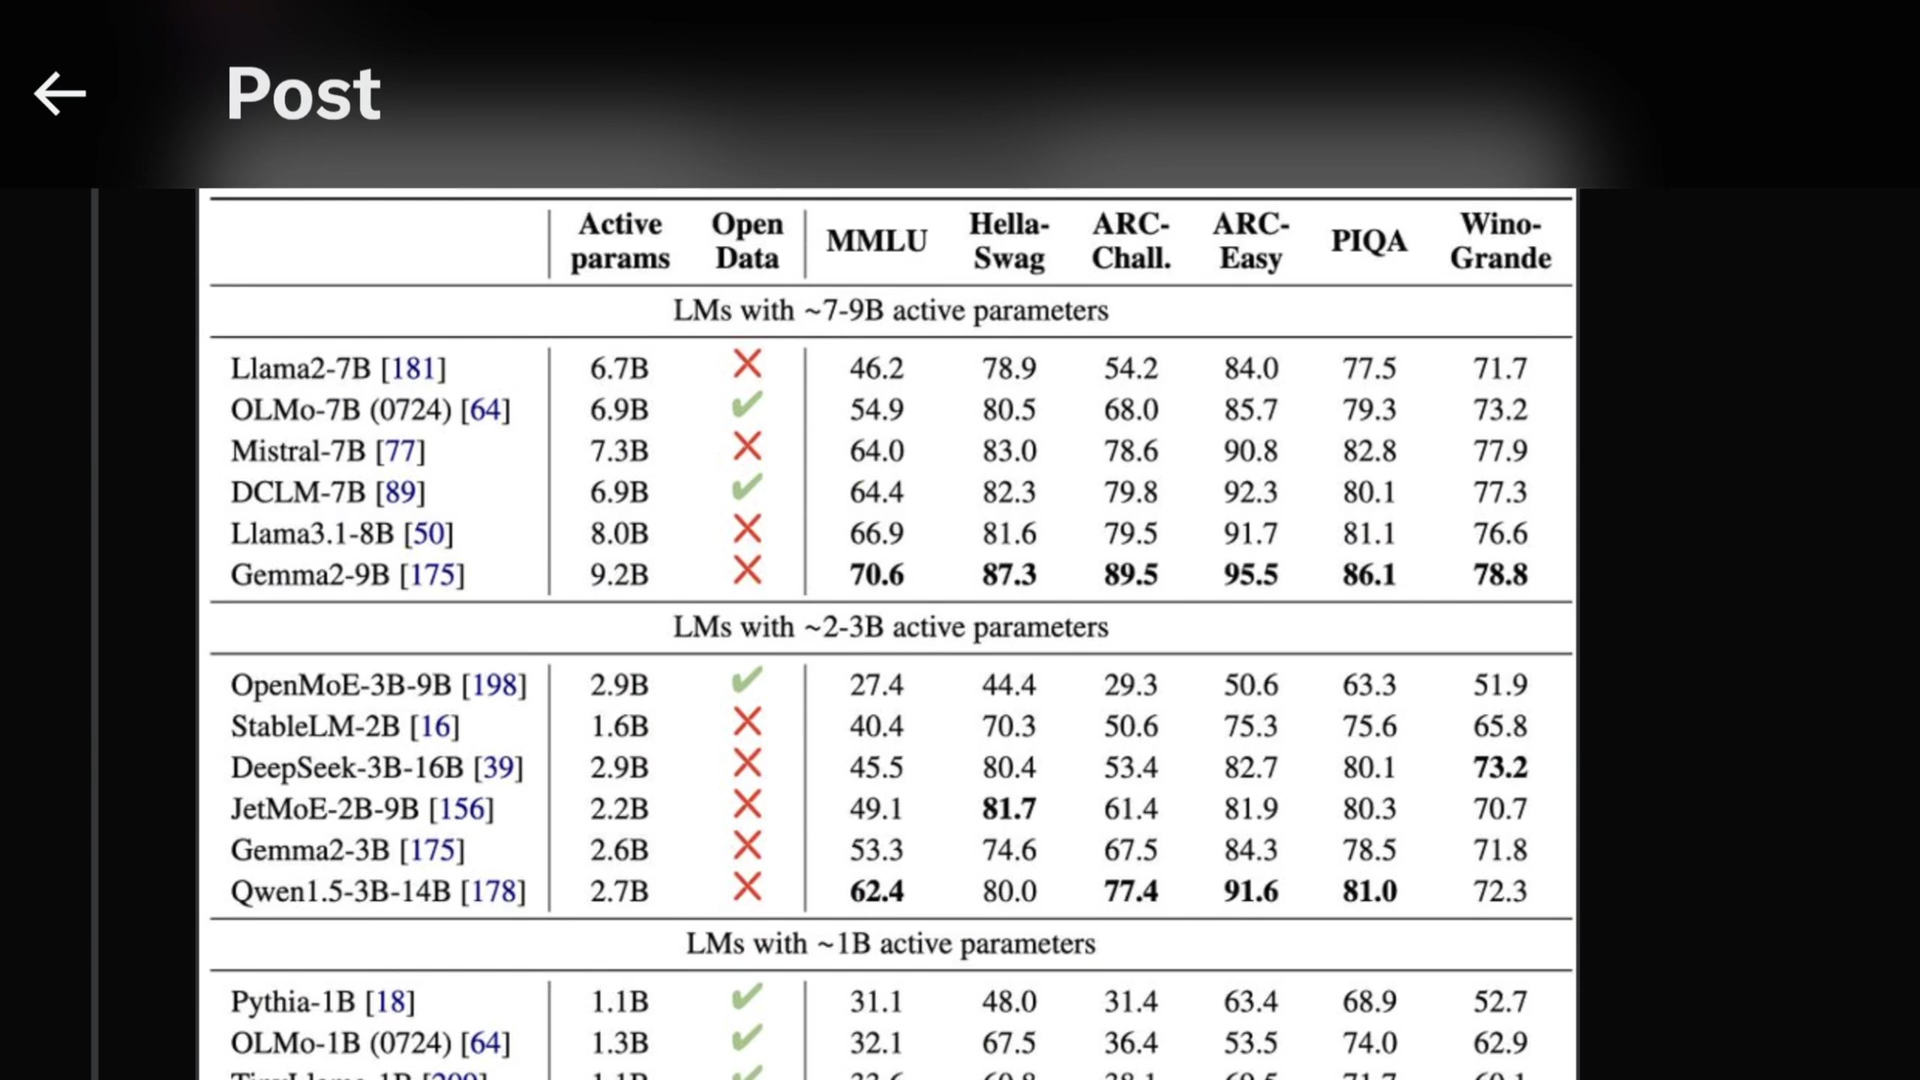 Post
Active params Open Data MMLU Hella-Swag ARC-Chall. ARC-Easy PIQA Wino-Grande
LMs with ~7-9B active parameters
Llama2-7B [181] 6.7B ✗ 46.2 78.9 54.2 84.0 77.5 71.7
OLMo-7B (0724) [64] 6.9B ✔ 54.9 80.5 68.0 85.7 79.3 73.2
Mistral-7B [77] 7.3B ✗ 64.0 83.0 78.6 90.8 82.8 77.9
DCLM-7B [89] 6.9B ✔ 64.4 82.3 79.8 92.3 80.1 77.3
Llama3.1-8B [50] 8.0B ✗ 66.9 81.6 79.5 91.7 81.1 76.6
Gemma2-9B [175] 9.2B ✗ 70.6 87.3 89.5 95.5 86.1 78.8
LMs with ~2-3B active parameters
OpenMoE-3B-9B [198] 2.9B ✔ 27.4 44.4 29.3 50.6 63.3 51.9
StableLM-2B [16] 1.6B ✗ 40.4 70.3 50.6 75.3 75.6 65.8
DeepSeek-3B-16B [39] 2.9B ✗ 45.5 80.4 53.4 82.7 80.1 73.2
JetMoE-2B-9B [156] 2.2B ✗ 49.1 81.7 61.4 81.9 80.3 70.7
Gemma2-3B [175] 2.6B ✗ 53.3 74.6 67.5 84.3 78.5 71.8
Qwen1.5-3B-14B [178] 2.7B ✗ 62.4 80.0 77.4 91.6 81.0 72.3
LMs with ~1B active parameters
Pythia-1B [18] 1.1B ✔ 31.1 48.0 31.4 63.4 68.9 52.7
OLMo-1B (0724) [64] 1.3B ✔ 32.1 67.5 36.4 53.5 74.0 62.9